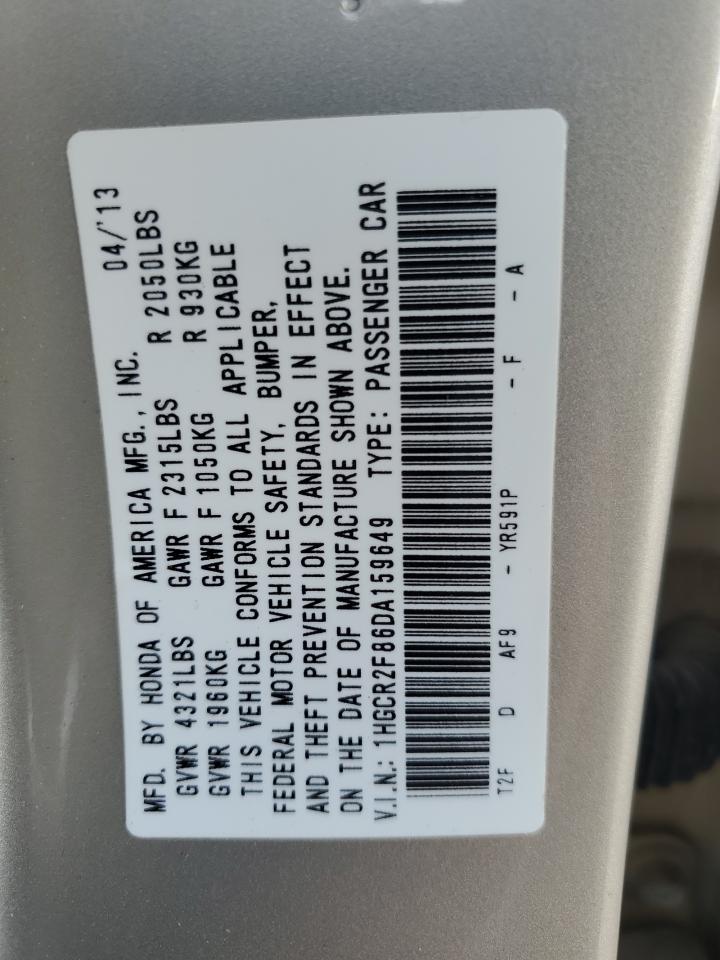 MFD. BY HONDA OF AMERICA MFG., INC. 04/'13
GVWR 4321LBS GAWR F 2315LBS R 2050LBS
GVWR 1960KG GAWR F 1050KG R 930KG
THIS VEHICLE CONFORMS TO ALL APPLICABLE
FEDERAL MOTOR VEHICLE SAFETY, BUMPER,
AND THEFT PREVENTION STANDARDS IN EFFECT
ON THE DATE OF MANUFACTURE SHOWN ABOVE.
V.I.N.: 1HGCR2F86DA159649 TYPE: PASSENGER CAR
T2F D AF9 - YR591P - F - A